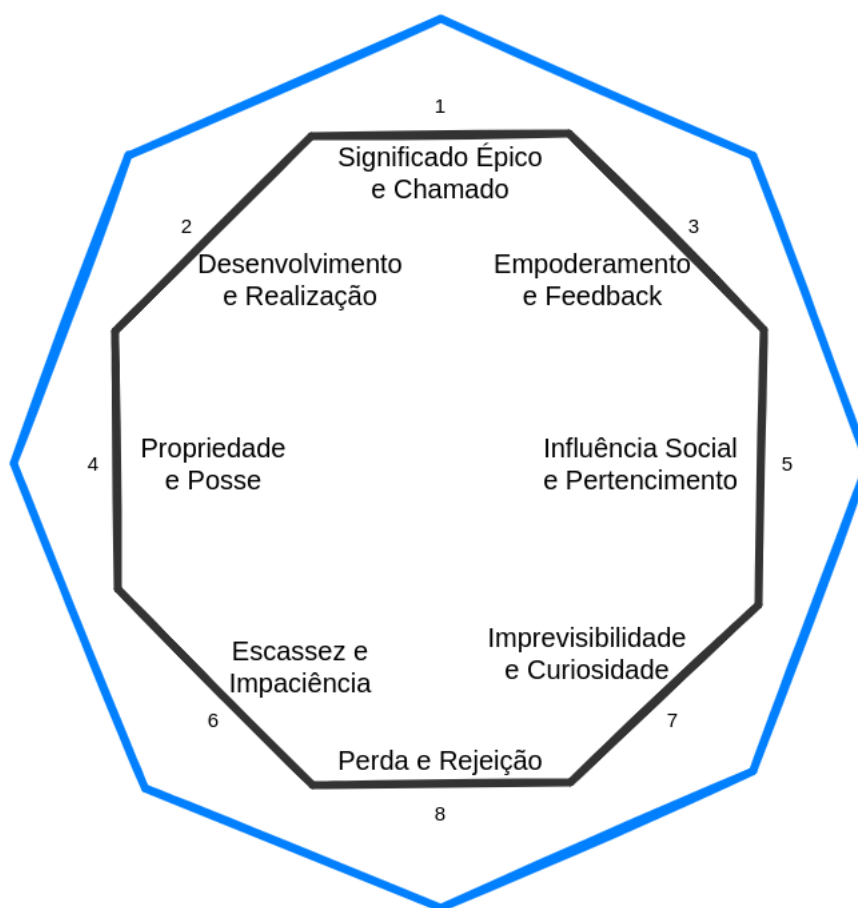 1
Significado Épico
e Chamado
2
Desenvolvimento
e Realização
3
Empoderamento
e Feedback
4
Propriedade
e Posse
5
Influência Social
e Pertencimento
6
Escassez e
Impaciência
7
Imprevisibilidade
e Curiosidade
8
Perda e Rejeição